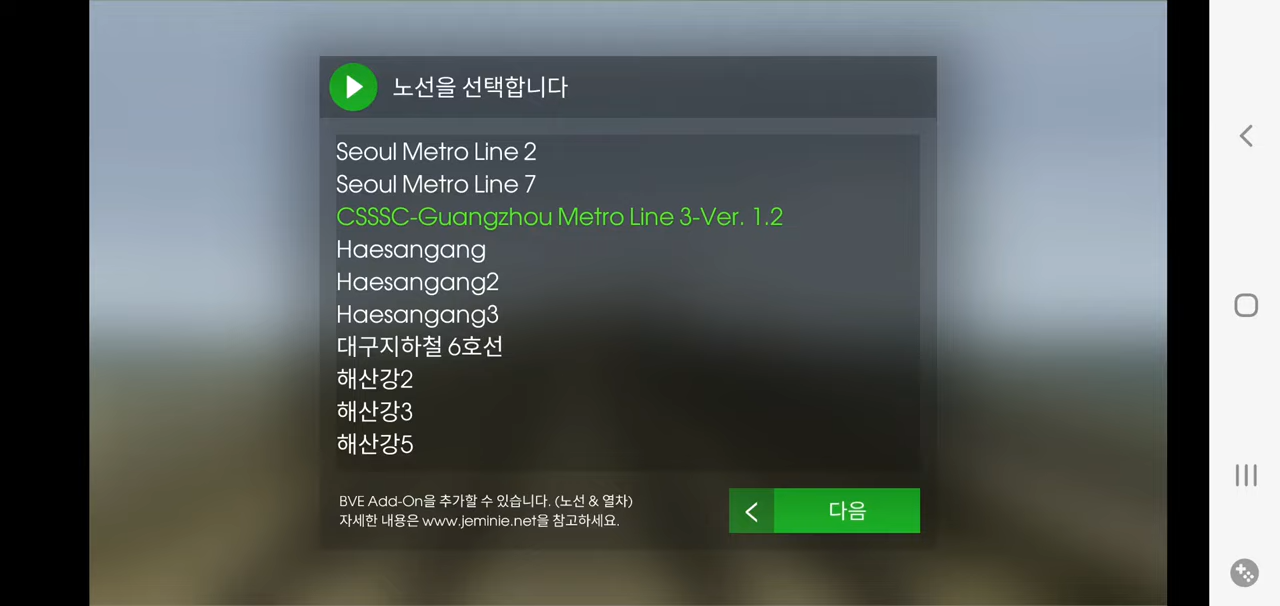 노선을 선택합니다
Seoul Metro Line 2
Seoul Metro Line 7
CSSSC-Guangzhou Metro Line 3-Ver. 1.2
Haesangang
Haesangang2
Haesangang3
대구지하철 6호선
해산강2
해산강3
해산강5
BVE Add-On을 추가할 수 있습니다. (노선 & 열차)
자세한 내용은 www.jeminie.net을 참고하세요.
다음